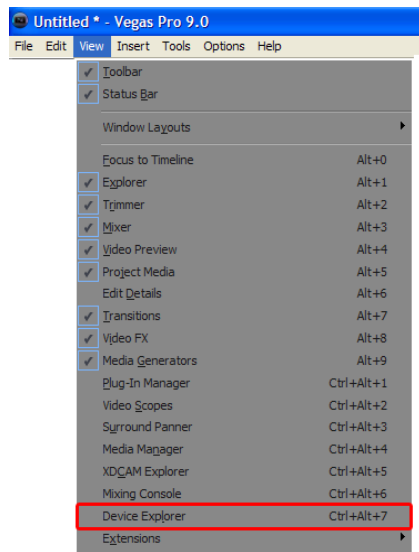 Untitled * - Vegas Pro 9.0
File Edit View Insert Tools Options Help
Toolbar
Status Bar
Window Layouts
Focus to Timeline Alt+0
Explorer Alt+1
Trimmer Alt+2
Mixer Alt+3
Video Preview Alt+4
Project Media Alt+5
Edit Details Alt+6
Transitions Alt+7
Video FX Alt+8
Media Generators Alt+9
Plug-In Manager Ctrl+Alt+1
Video Scopes Ctrl+Alt+2
Surround Panner Ctrl+Alt+3
Media Manager Ctrl+Alt+4
XDCAM Explorer Ctrl+Alt+5
Mixing Console Ctrl+Alt+6
Device Explorer Ctrl+Alt+7
Extensions